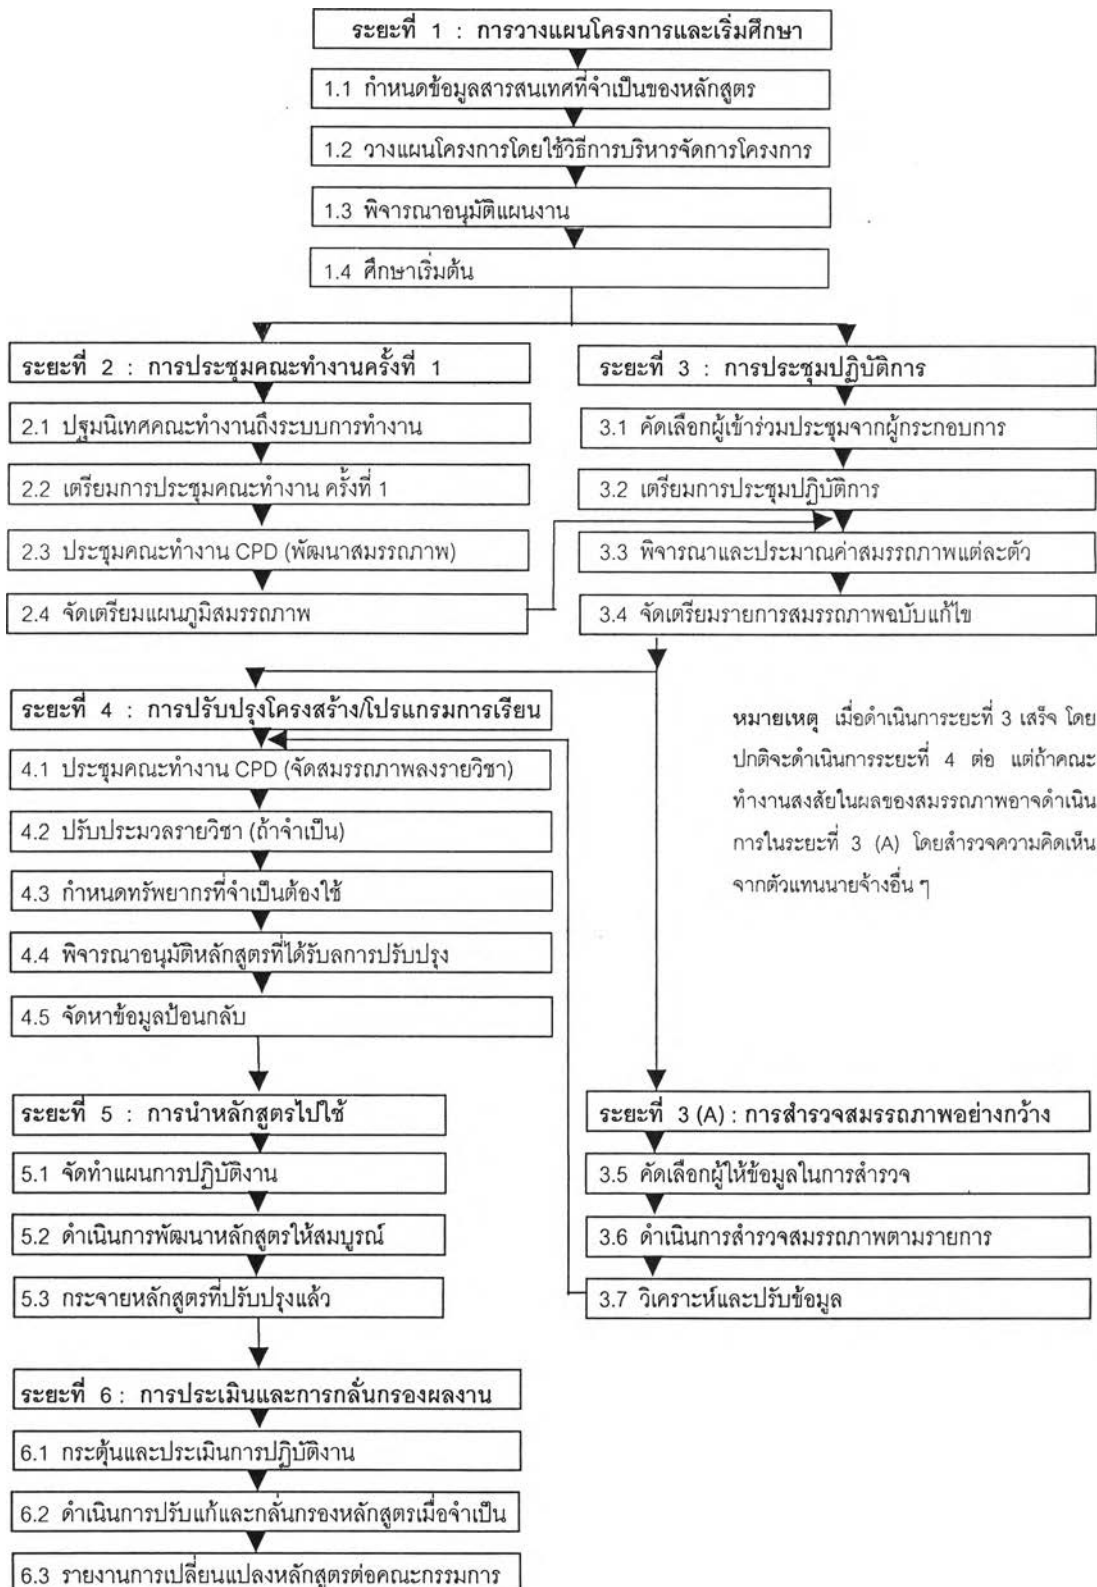 ระยะที่ 1 : การวางแผนโครงการและเริ่มศึกษา
1.1 กำหนดข้อมูลสารสนเทศที่จำเป็นของหลักสูตร
1.2 วางแผนโครงการโดยใช้วิธีการบริหารจัดการโครงการ
1.3 พิจารณาอนุมัติแผนงาน
1.4 ศึกษาเริ่มต้น
ระยะที่ 2 : การประชุมคณะทำงานครั้งที่ 1
2.1 ปฐมนิเทศคณะทำงานถึงระบบการทำงาน
2.2 เตรียมการประชุมคณะทำงาน ครั้งที่ 1
2.3 ประชุมคณะทำงาน CPD (พัฒนาสมรรถภาพ)
2.4 จัดเตรียมแผนภูมิสมรรถภาพ
ระยะที่ 3 : การประชุมปฏิบัติการ
3.1 คัดเลือกผู้เข้าร่วมประชุมจากผู้กระกอบการ
3.2 เตรียมการประชุมปฏิบัติการ
3.3 พิจารณาและประมาณค่าสมรรถภาพแต่ละตัว
3.4 จัดเตรียมรายการสมรรถภาพฉบับแก้ไข
ระยะที่ 4 : การปรับปรุงโครงสร้าง/โปรแกรมการเรียน
4.1 ประชุมคณะทำงาน CPD (จัดสมรรถภาพลงรายวิชา)
4.2 ปรับประมวลรายวิชา (ถ้าจำเป็น)
4.3 กำหนดทรัพยากรที่จำเป็นต้องใช้
4.4 พิจารณาอนุมัติหลักสูตรที่ได้รับลการปรับปรุง
4.5 จัดหาข้อมูลป้อนกลับ
หมายเหตุ เมื่อดำเนินการะยะที่ 3 เสร็จ โดย
ปกติจะดำเนินการระยะที่ 4 ต่อ แต่ถ้าคณะ
ทำงานสงสัยในผลของสมรรถภาพอาจดำเนิน
การในระยะที่ 3 (A) โดยสำรวจความคิดเห็น
จากตัวแทนนายจ้างอื่น ๆ
ระยะที่ 5 : การนำหลักสูตรไปใช้
5.1 จัดทำแผนการปฏิบัติงาน
5.2 ดำเนินการพัฒนาหลักสูตรให้สมบูรณ์
5.3 กระจายหลักสูตรที่ปรับปรุงแล้ว
ระยะที่ 3 (A) : การสำรวจสมรรถภาพอย่างกว้าง
3.5 คัดเลือกผู้ให้ข้อมูลในการสำรวจ
3.6 ดำเนินการสำรวจสมรรถภาพตามรายการ
3.7 วิเคราะห์และปรับข้อมูล
ระยะที่ 6 : การประเมินและการกลั่นกรองผลงาน
6.1 กระตุ้นและประเมินการปฏิบัติงาน
6.2 ดำเนินการปรับแก้และกลั่นกรองหลักสูตรเมื่อจำเป็น
6.3 รายงานการเปลี่ยนแปลงหลักสูตรต่อคณะกรรมการ